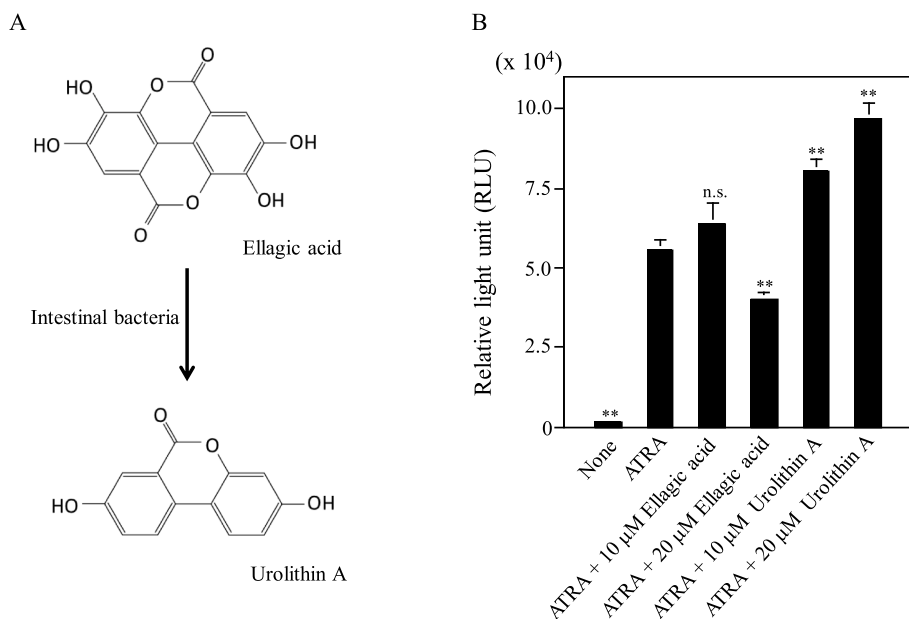 A
O
O
HO
HO
OH
O
OH
O
Ellagic acid
Intestinal bacteria
O
O
HO
OH
Urolithin A
B
(x 10⁴)
Relative light unit (RLU)
10.0
7.5
5.0
2.5
0
**
n.s.
**
**
**
None
ATRA
ATRA + 10 µM Ellagic acid
ATRA + 20 µM Ellagic acid
ATRA + 10 µM Urolithin A
ATRA + 20 µM Urolithin A